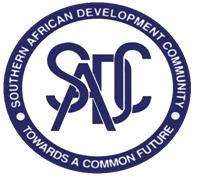 SOUTHERN AFRICAN DEVELOPMENT COMMUNITY
SADC
TOWARDS A COMMON FUTURE